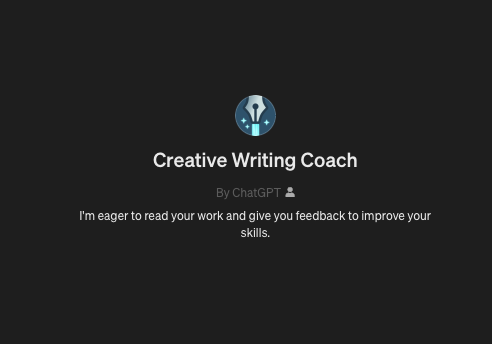 Creative Writing Coach
By ChatGPT
I'm eager to read your work and give you feedback to improve your
skills.